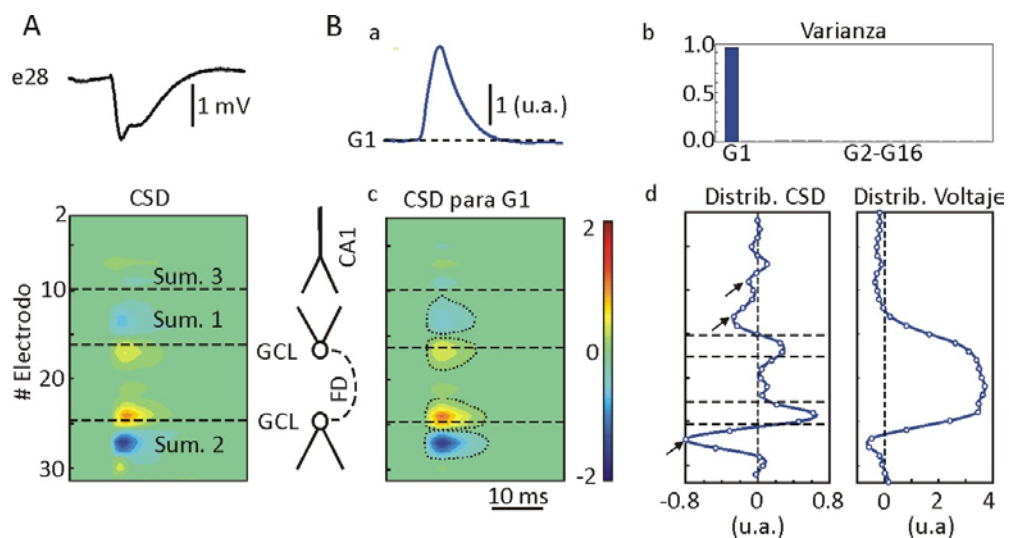 A
e28
1 mV
B
a
G1
1 (u.a.)
b
Varianza
1.0
0.5
0.0
G1
G2-G16
CSD
# Electrodo
2
10
20
30
Sum. 3
Sum. 1
Sum. 2
GCL
GCL
CA1
FD
c
CSD para G1
2
0
-2
10 ms
d
Distrib. CSD
-0.8
0
0.8
(u.a.)
Distrib. Voltaje
0
2
4
(u.a)